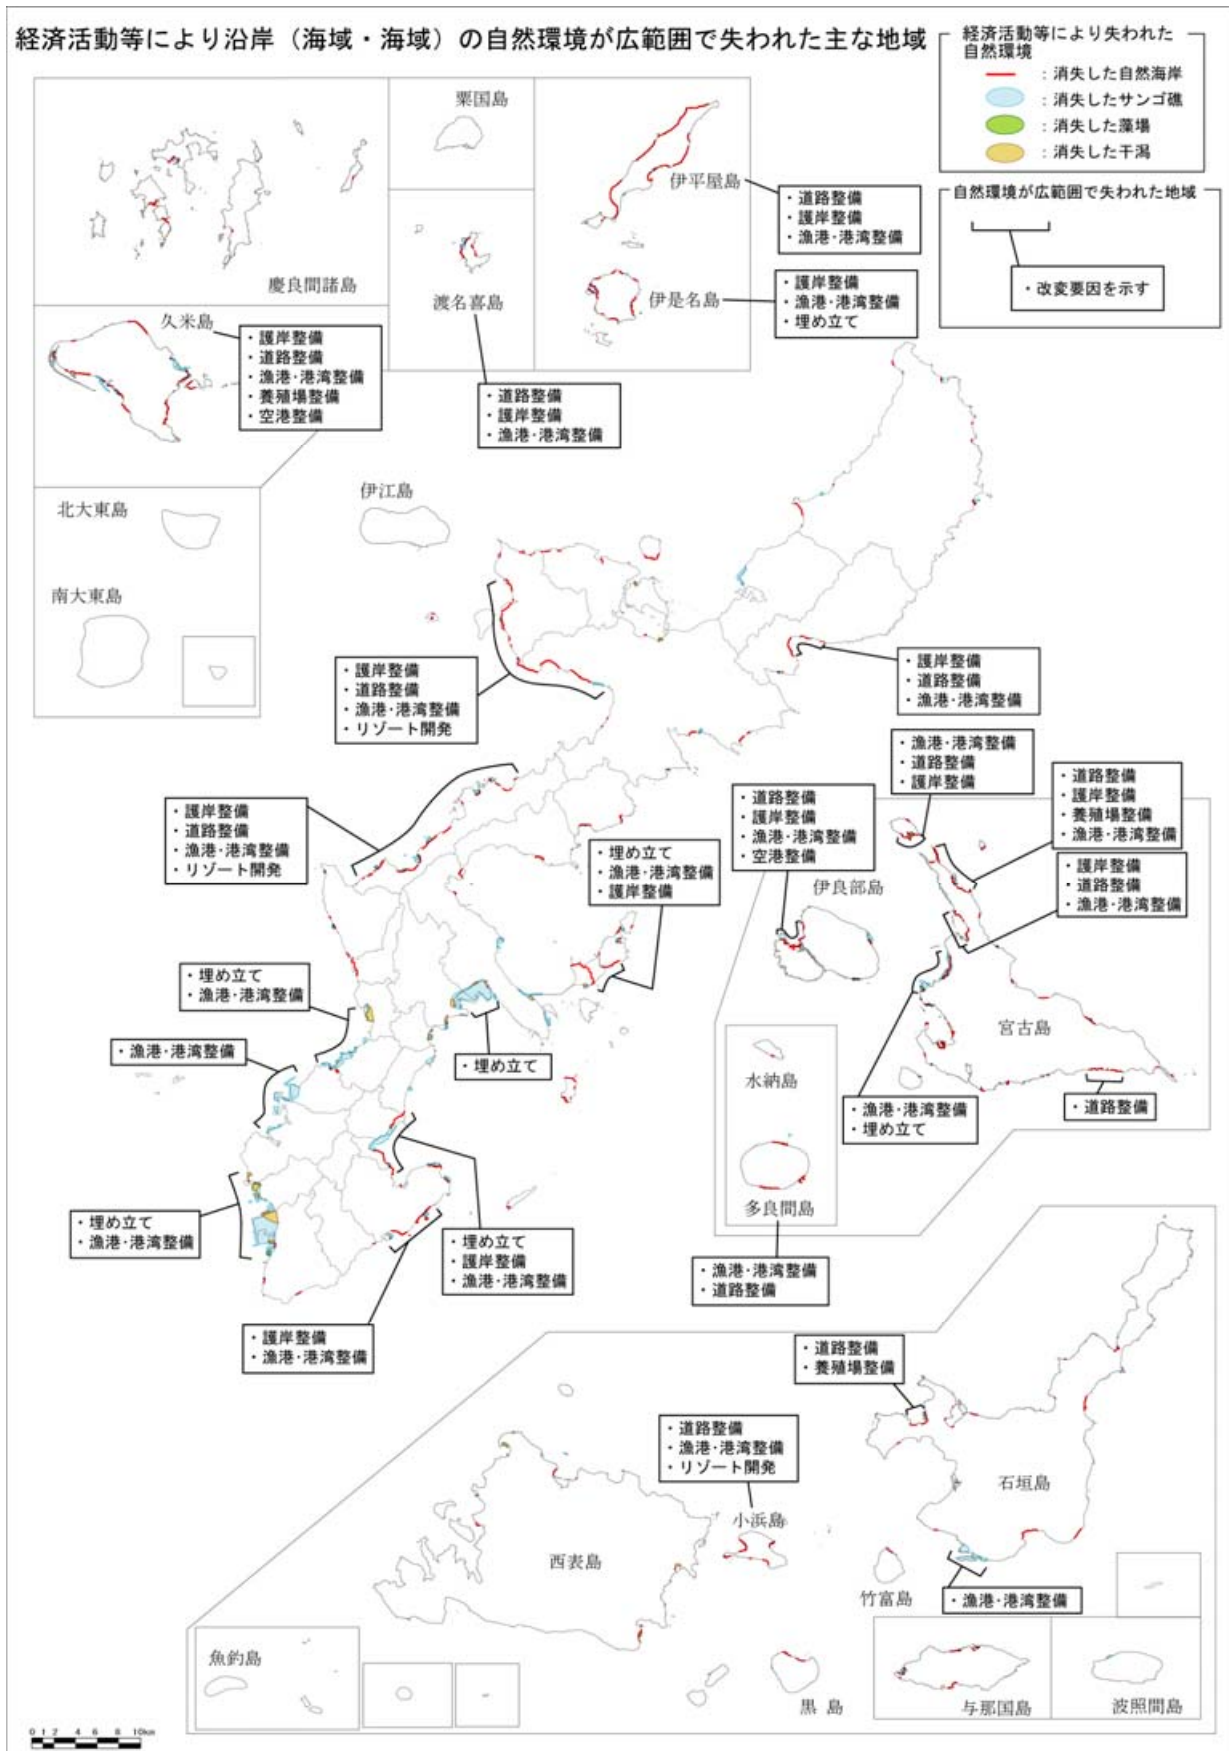 経済活動等により沿岸（海域・海域）の自然環境が広範囲で失われた主な地域
経済活動等により失われた
自然環境
：消失した自然海岸
：消失したサンゴ礁
：消失した藻場
：消失した干潟
自然環境が広範囲で失われた地域
・改変要因を示す
粟国島
伊平屋島
・道路整備
・護岸整備
・漁港・港湾整備
慶良間諸島
渡名喜島
伊是名島
・護岸整備
・漁港・港湾整備
・埋め立て
久米島
・護岸整備
・道路整備
・漁港・港湾整備
・養殖場整備
・空港整備
・道路整備
・護岸整備
・漁港・港湾整備
北大東島
伊江島
南大東島
・護岸整備
・道路整備
・漁港・港湾整備
・リゾート開発
・護岸整備
・道路整備
・漁港・港湾整備
・漁港・港湾整備
・道路整備
・護岸整備
・道路整備
・護岸整備
・養殖場整備
・漁港・港湾整備
・道路整備
・護岸整備
・漁港・港湾整備
・空港整備
・護岸整備
・道路整備
・漁港・港湾整備
・リゾート開発
・埋め立て
・漁港・港湾整備
・護岸整備
・護岸整備
・道路整備
・漁港・港湾整備
伊良部島
・埋め立て
・漁港・港湾整備
宮古島
・漁港・港湾整備
・埋め立て
水納島
・漁港・港湾整備
・埋め立て
・道路整備
多良間島
・埋め立て
・漁港・港湾整備
・埋め立て
・護岸整備
・漁港・港湾整備
・漁港・港湾整備
・道路整備
・護岸整備
・漁港・港湾整備
・道路整備
・養殖場整備
・道路整備
・漁港・港湾整備
・リゾート開発
石垣島
小浜島
西表島
竹富島
・漁港・港湾整備
魚釣島
黒 島
与那国島
波照間島
0 1 2 4 6 8 10km